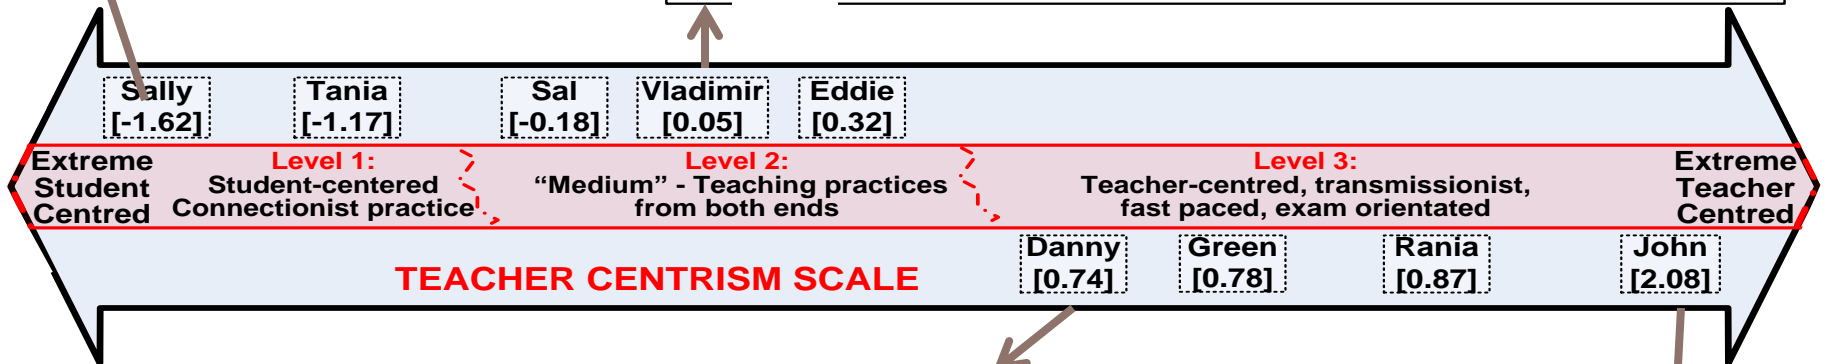 Sally
[-1.62]
Tania
[-1.17]
Sal
[-0.18]
Vladimir
[0.05]
Eddie
[0.32]
Extreme
Student
Centred
Level 1:
Student-centered
Connectionist practice
Level 2:
“Medium” - Teaching practices
from both ends
Level 3:
Teacher-centred, transmissionist,
fast paced, exam orientated
Extreme
Teacher
Centred
TEACHER CENTRISM SCALE
Danny
[0.74]
Green
[0.78]
Rania
[0.87]
John
[2.08]